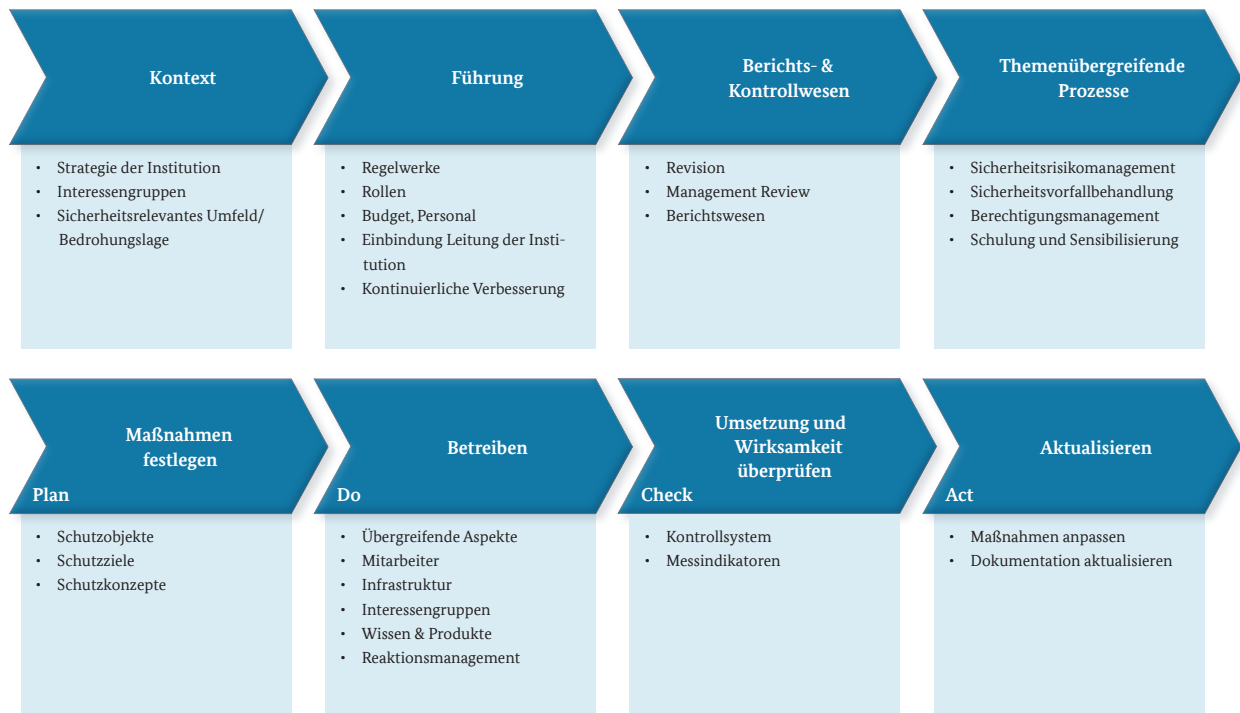 Kontext
• Strategie der Institution
• Interessengruppen
• Sicherheitsrelevantes Umfeld/
Bedrohungslage
Führung
• Regelwerke
• Rollen
• Budget, Personal
• Einbindung Leitung der Insti-
tution
• Kontinuierliche Verbesserung
Berichts- &
Kontrollwesen
• Revision
• Management Review
• Berichtswesen
Themenübergreifende
Prozesse
• Sicherheitsrisikomanagement
• Sicherheitsvorfallbehandlung
• Berechtigungsmanagement
• Schulung und Sensibilisierung
Maßnahmen
festlegen
Plan
• Schutzobjekte
• Schutzziele
• Schutzkonzepte
Betreiben
Do
• Übergreifende Aspekte
• Mitarbeiter
• Infrastruktur
• Interessengruppen
• Wissen & Produkte
• Reaktionsmanagement
Umsetzung und
Wirksamkeit
überprüfen
Check
• Kontrollsystem
• Messindikatoren
Aktualisieren
Act
• Maßnahmen anpassen
• Dokumentation aktualisieren